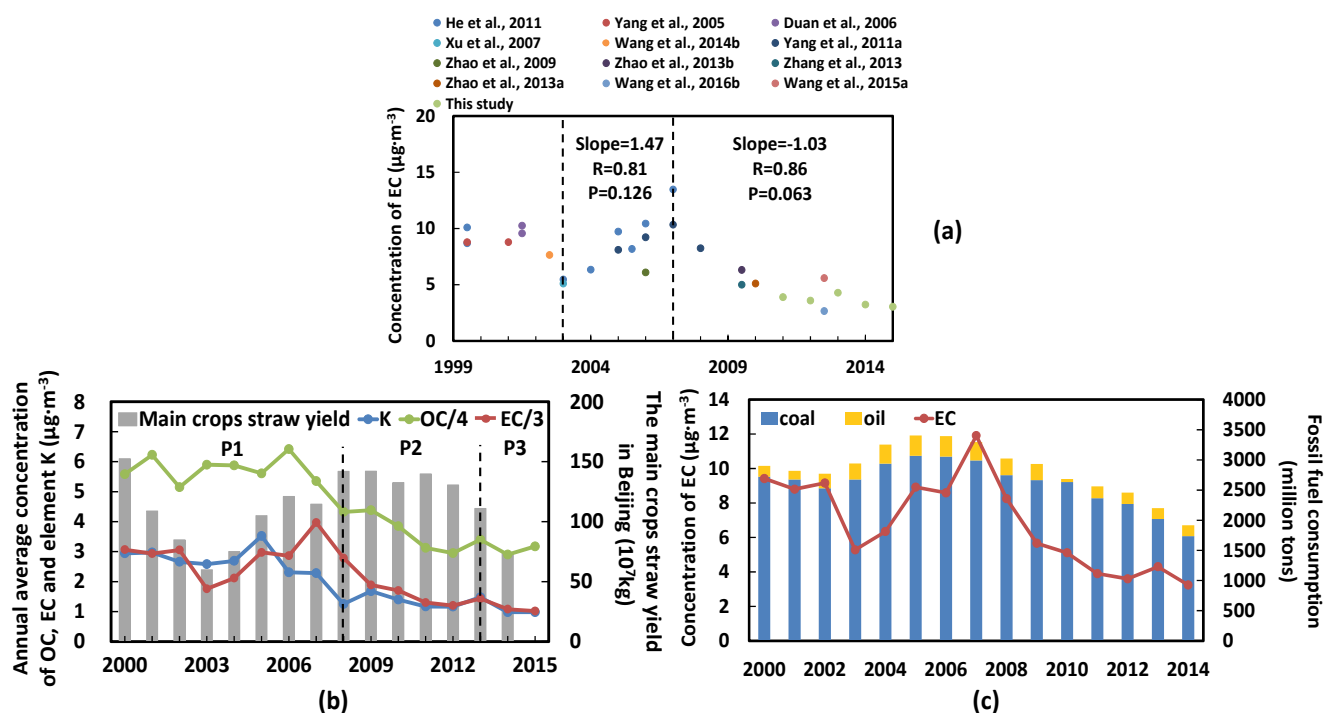 He et al., 2011 Yang et al., 2005 Duan et al., 2006
Xu et al., 2007 Wang et al., 2014b Yang et al., 2011a
Zhao et al., 2009 Zhao et al., 2013b Zhang et al., 2013
Zhao et al., 2013a Wang et al., 2016b Wang et al., 2015a
This study
Concentration of EC (μg·m⁻³)
20
15
10
5
0
Slope=1.47
R=0.81
P=0.126
Slope=-1.03
R=0.86
P=0.063
1999 2004 2009 2014
(a)
Annual average concentration
of OC, EC and element K (μg·m⁻³)
8
7
6
5
4
3
2
1
0
Main crops straw yield K OC/4 EC/3
P1 P2 P3
200
150
100
50
0
The main crops straw yield
in Beijing (10⁷kg)
2000 2003 2006 2009 2012 2015
(b)
Concentration of EC (μg·m⁻³)
14
12
10
8
6
4
2
0
coal oil EC
4000
3500
3000
2500
2000
1500
1000
500
0
Fossil fuel consumption
(million tons)
2000 2002 2004 2006 2008 2010 2012 2014
(c)